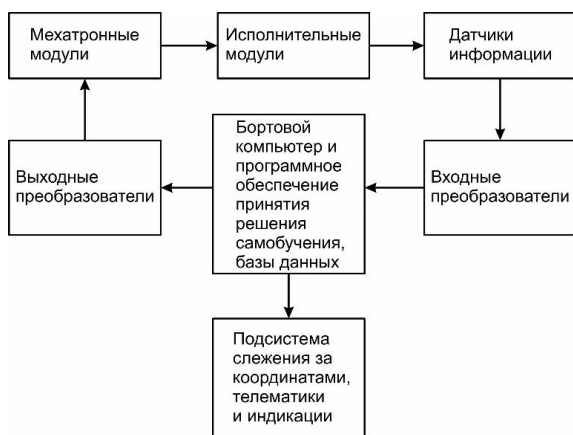 Мехатронные
модули
Исполнительные
модули
Датчики
информации
Выходные
преобразователи
Бортовой
компьютер и
программное
обеспечение
принятия
решения
самобучения,
базы данных
Входные
преобразователи
Подсистема
слежения за
координатами,
телематики
и индикации